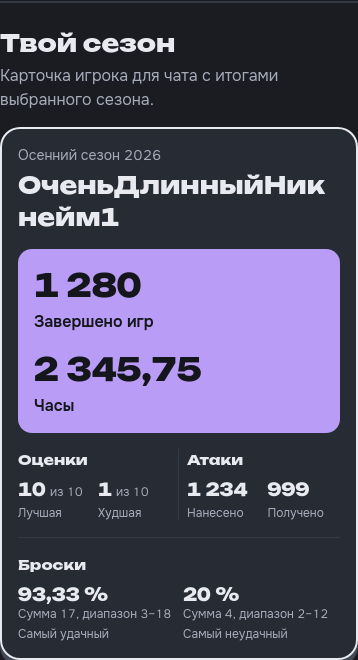 Твой сезон
Карточка игрока для чата с итогами
выбранного сезона.
Осенний сезон 2026
ОченьДлинныйНик
нейм1
1 280
Завершено игр
2 345,75
Часы
Оценки
Атаки
10 из 10 1 из 10
1 234 999
Лучшая Худшая
Нанесено Получено
Броски
93,33 % 20 %
Сумма 17, диапазон 3–18 Сумма 4, диапазон 2–12
Самый удачный Самый неудачный